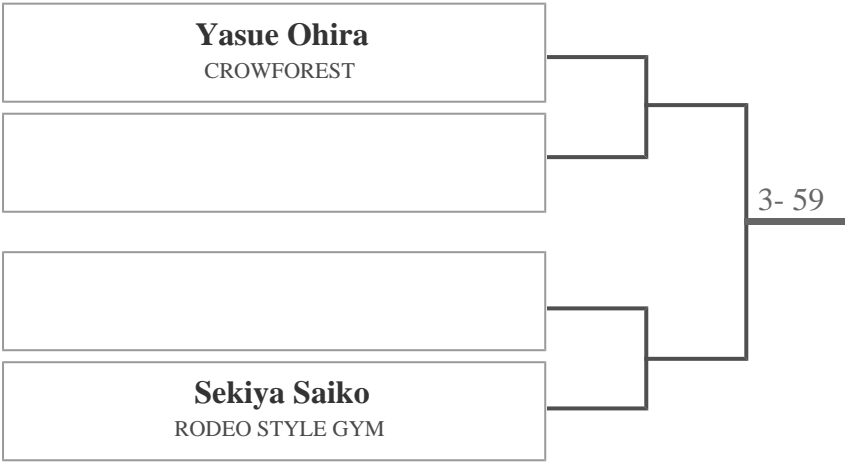 Yasue Ohira
CROWFOREST
3- 59
Sekiya Saiko
RODEO STYLE GYM